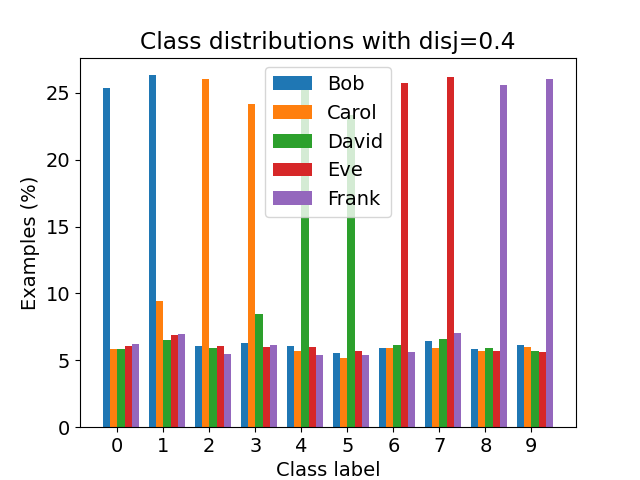 Class distributions with disj=0.4
Examples (%)
25
20
15
10
5
0
Bob
Carol
David
Eve
Frank
0 1 2 3 4 5 6 7 8 9
Class label